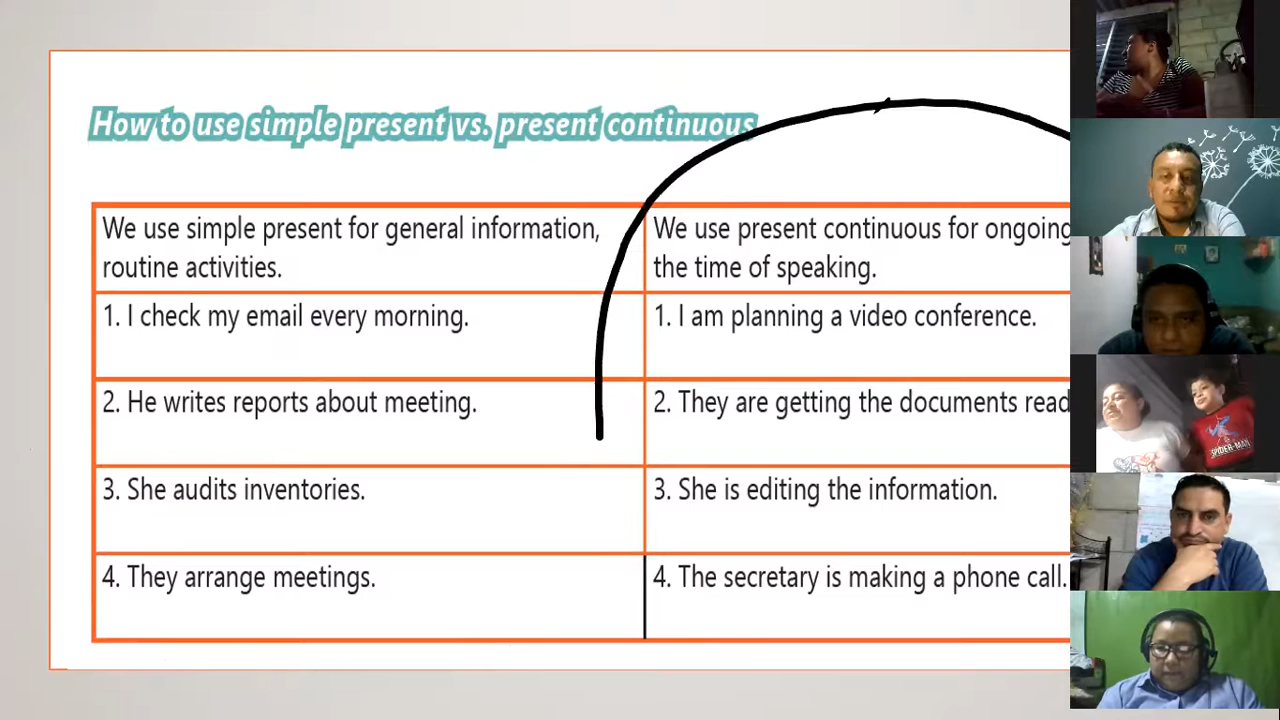 How to use simple present vs. present continuous
We use simple present for general information,
routine activities.
We use present continuous for ongoing
the time of speaking.
1. I check my email every morning.
1. I am planning a video conference.
2. He writes reports about meeting.
2. They are getting the documents read
3. She audits inventories.
3. She is editing the information.
4. They arrange meetings.
4. The secretary is making a phone call.
SPIDER-MAN